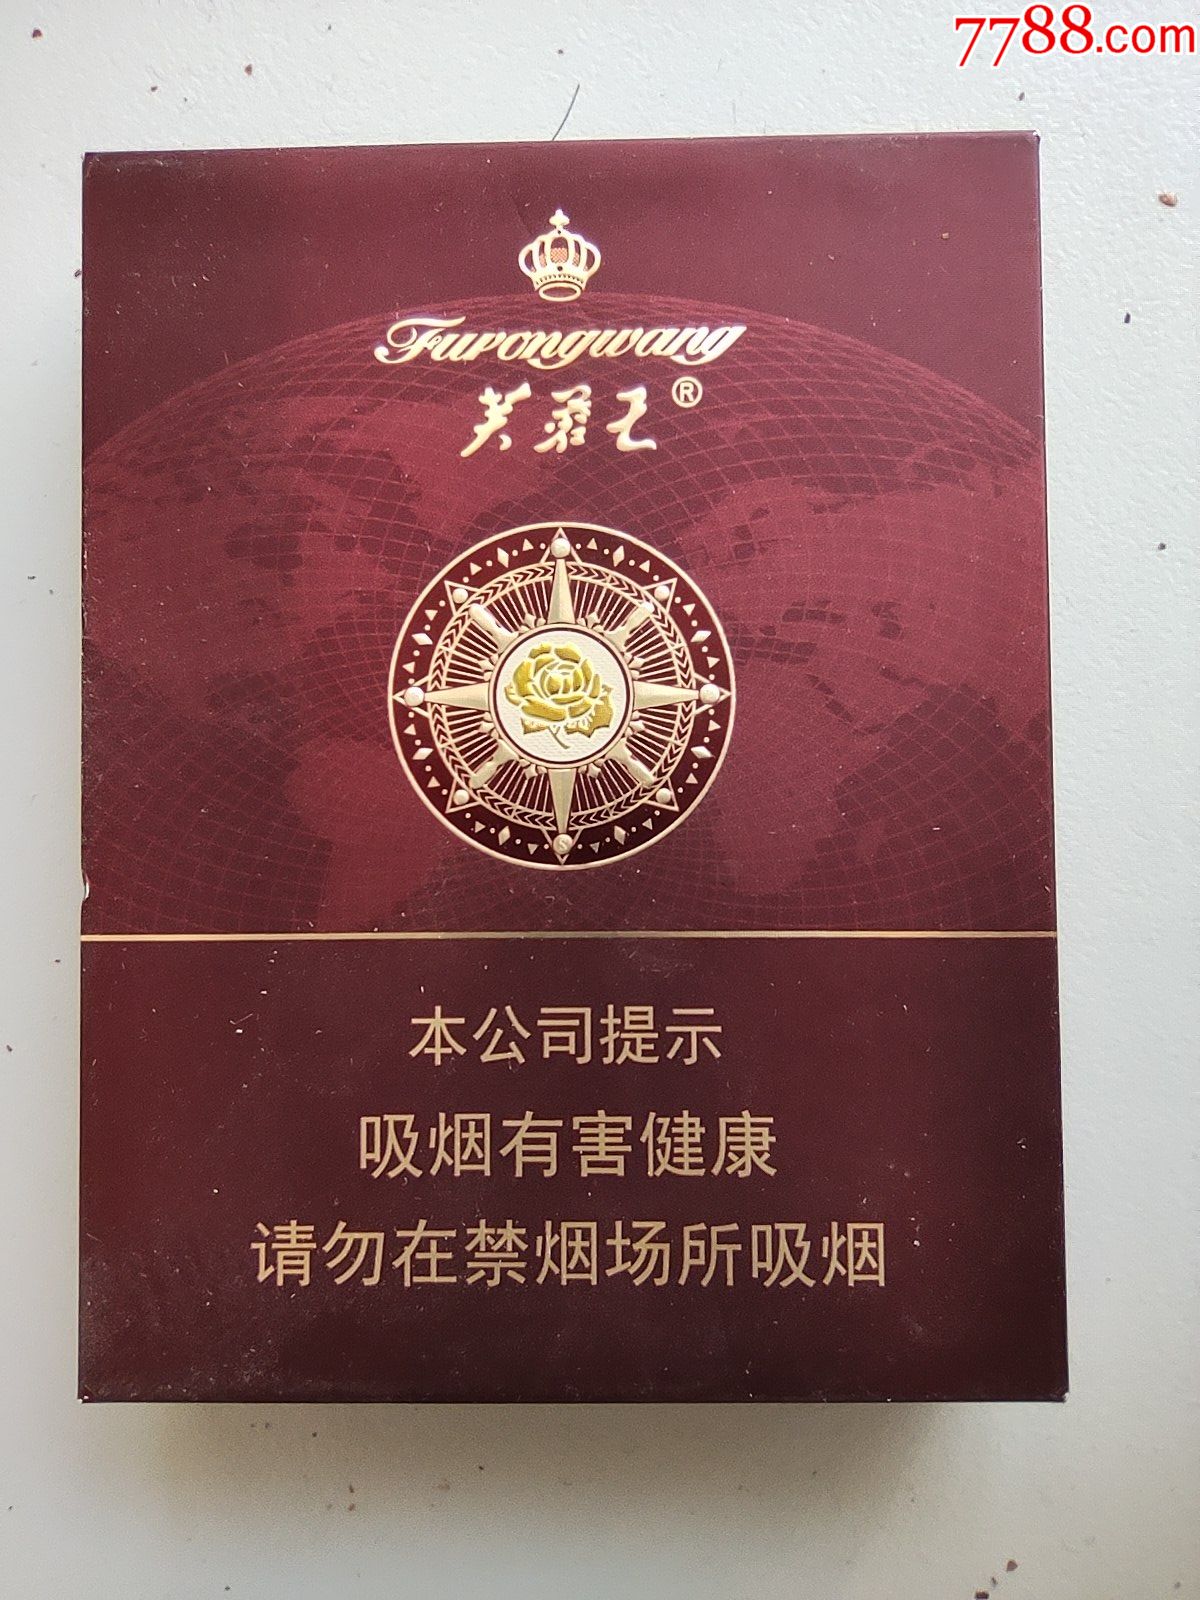 7788.com
Furongwang
芙蓉王®
S
本公司提示
吸烟有害健康
请勿在禁烟场所吸烟